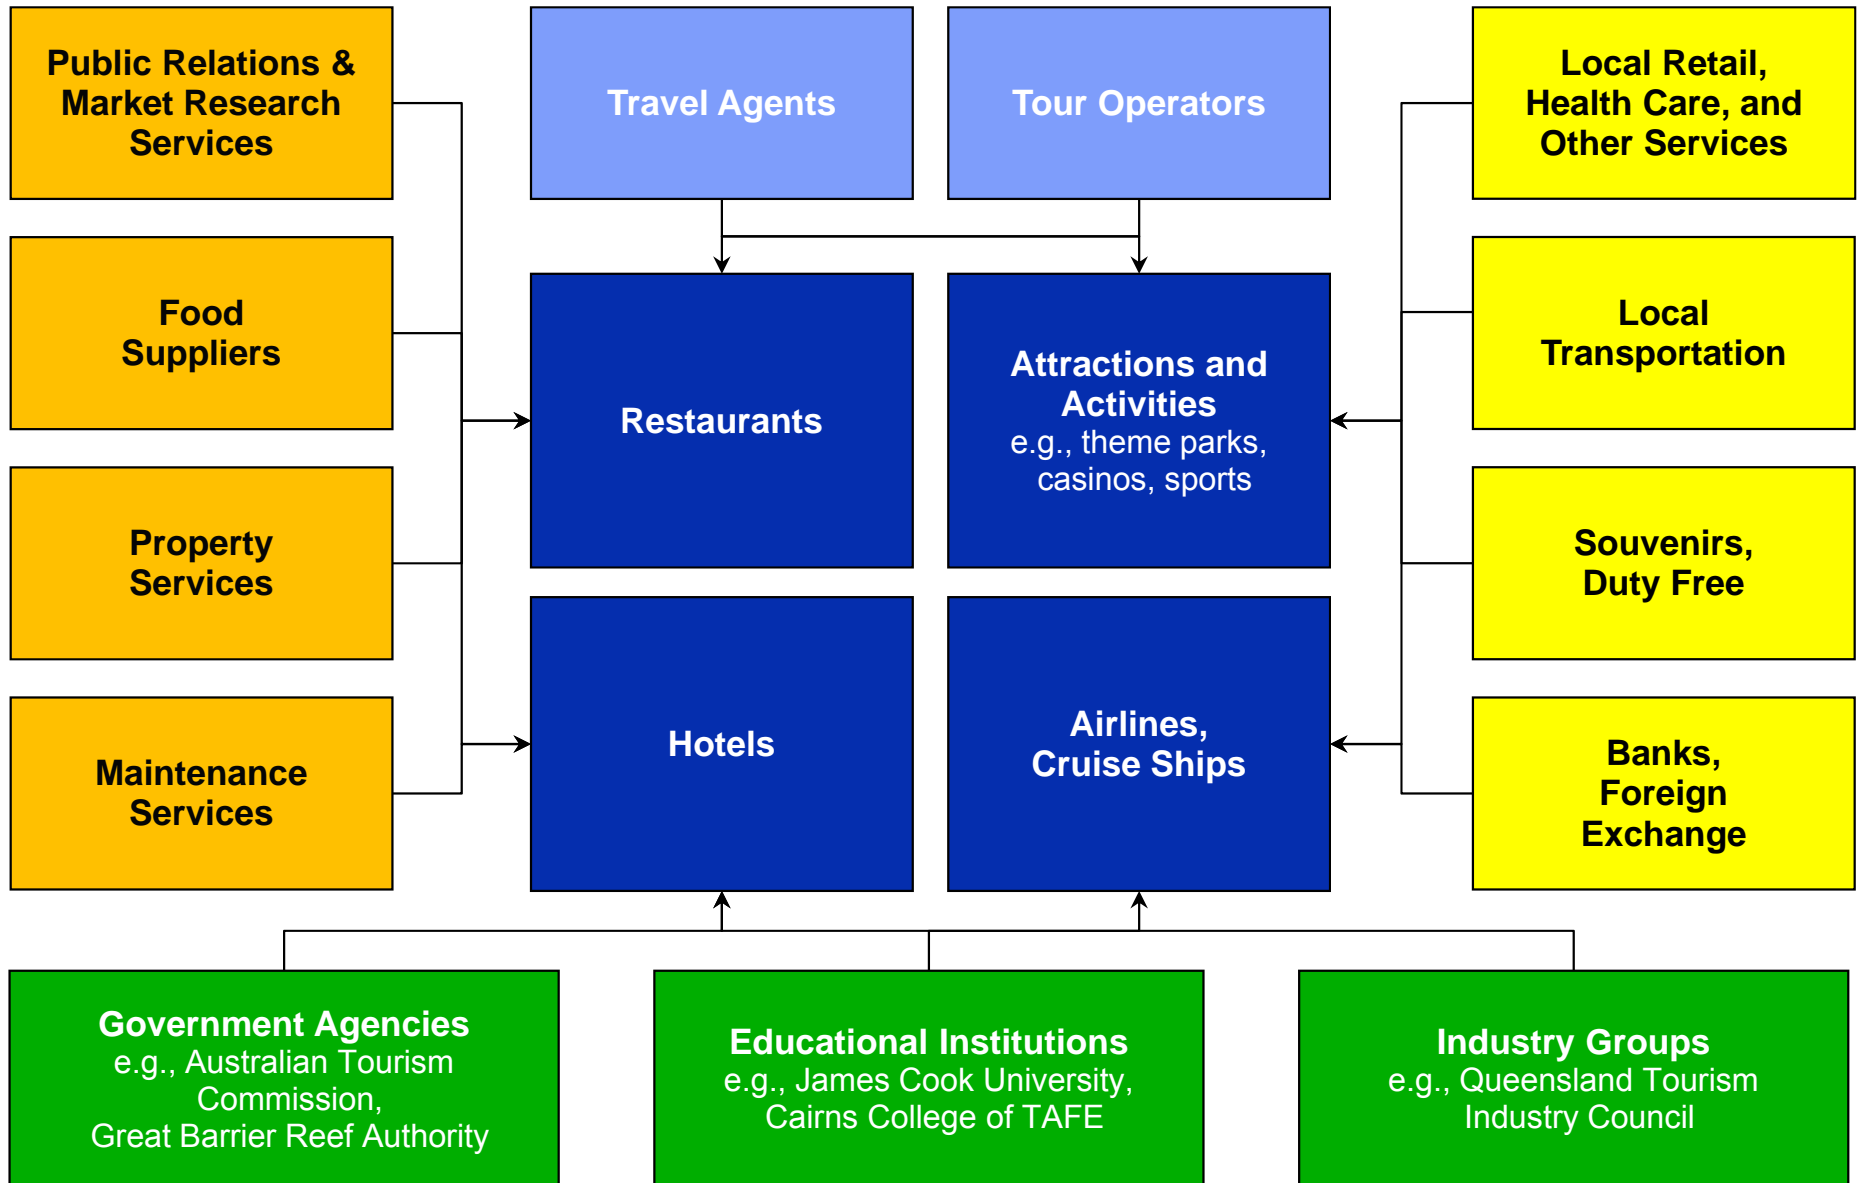 Public Relations &
Market Research
Services
Travel Agents
Tour Operators
Local Retail,
Health Care, and
Other Services
Food
Suppliers
Restaurants
Attractions and
Activities
e.g., theme parks,
casinos, sports
Local
Transportation
Property
Services
Souvenirs,
Duty Free
Maintenance
Services
Hotels
Airlines,
Cruise Ships
Banks,
Foreign
Exchange
Government Agencies
e.g., Australian Tourism
Commission,
Great Barrier Reef Authority
Educational Institutions
e.g., James Cook University,
Cairns College of TAFE
Industry Groups
e.g., Queensland Tourism
Industry Council